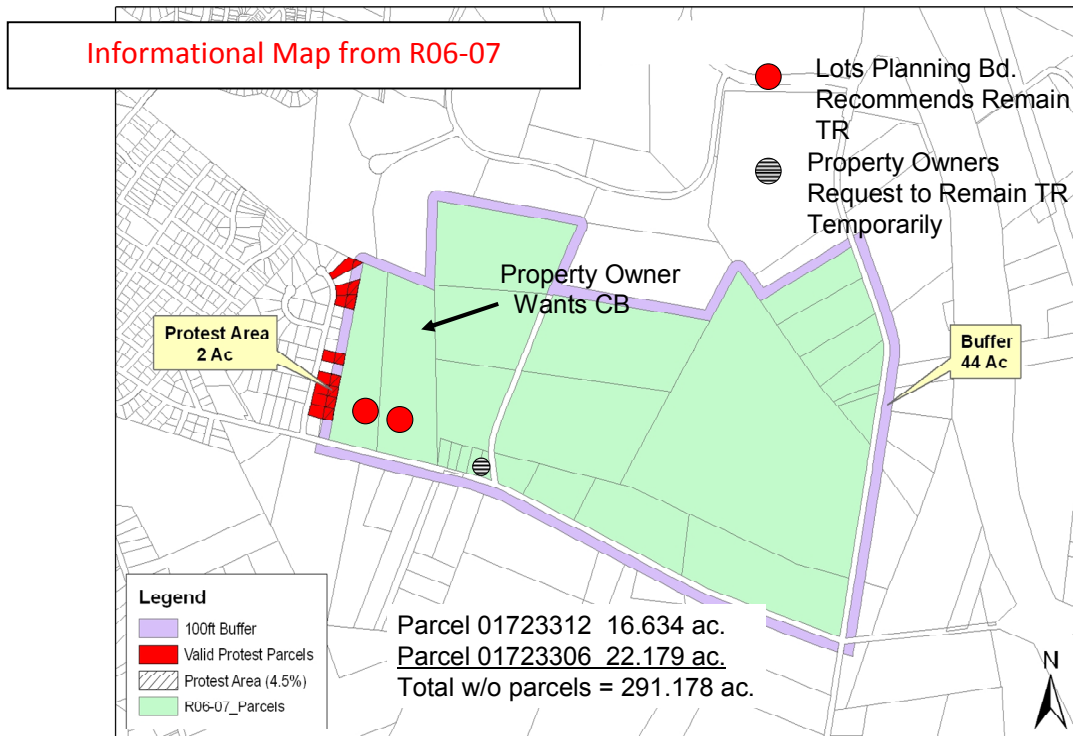 Informational Map from R06-07
Lots Planning Bd.
Recommends Remain
TR
Property Owners
Request to Remain TR
Temporarily
Property Owner
Wants CB
Protest Area
2 Ac
Buffer
44 Ac
Legend
100ft Buffer
Valid Protest Parcels
Protest Area (4.5%)
R06-07_Parcels
Parcel 01723312 16.634 ac.
Parcel 01723306 22.179 ac.
Total w/o parcels = 291.178 ac.
N